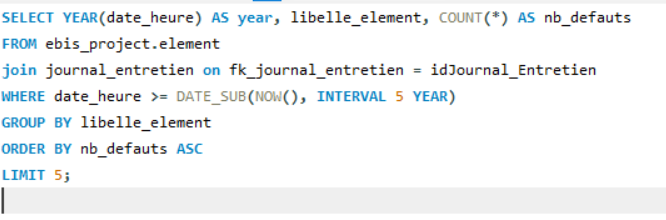 SELECT YEAR(date_heure) AS year, libelle_element, COUNT(*) AS nb_defauts
FROM ebis_project.element
join journal_entretien on fk_journal_entretien = idJournal_Entretien
WHERE date_heure >= DATE_SUB(NOW(), INTERVAL 5 YEAR)
GROUP BY libelle_element
ORDER BY nb_defauts ASC
LIMIT 5;